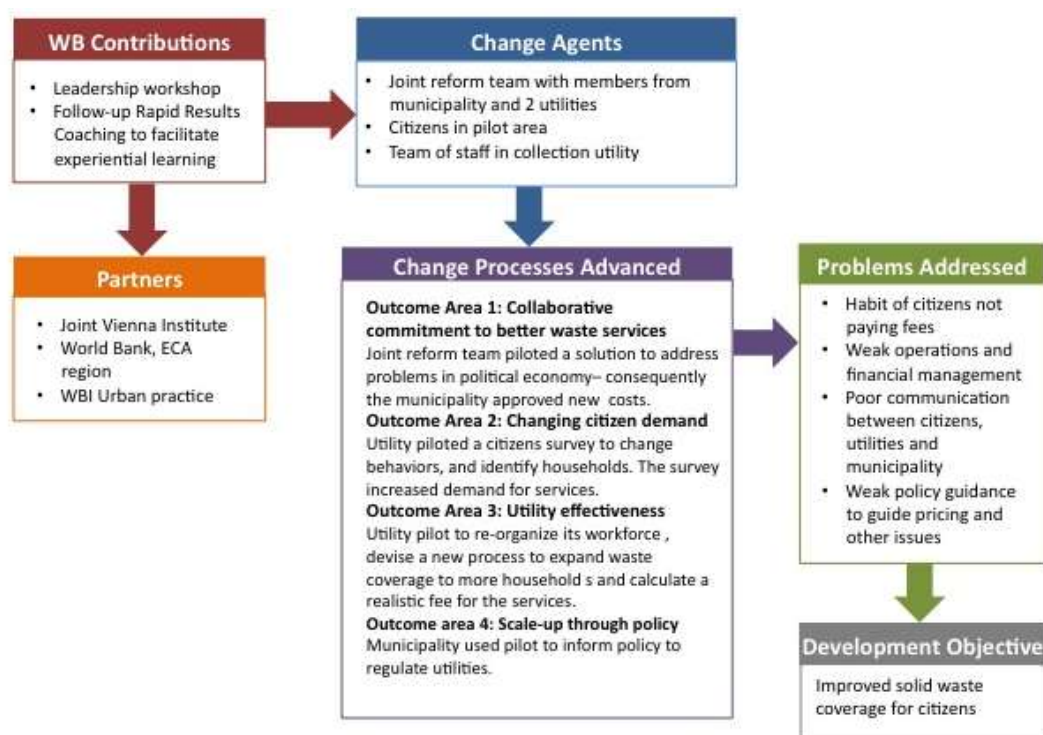 WB Contributions
• Leadership workshop
• Follow-up Rapid Results
Coaching to facilitate
experiential learning
Change Agents
• Joint reform team with members from
municipality and 2 utilities
• Citizens in pilot area
• Team of staff in collection utility
Partners
• Joint Vienna Institute
• World Bank, ECA
region
• WBI Urban practice
Change Processes Advanced
Outcome Area 1: Collaborative
commitment to better waste services
Joint reform team piloted a solution to address
problems in political economy– consequently
the municipality approved new costs.
Outcome Area 2: Changing citizen demand
Utility piloted a citizens survey to change
behaviors, and identify households. The survey
increased demand for services.
Outcome Area 3: Utility effectiveness
Utility pilot to re-organize its workforce ,
devise a new process to expand waste
coverage to more household s and calculate a
realistic fee for the services.
Outcome area 4: Scale-up through policy
Municipality used pilot to inform policy to
regulate utilities.
Problems Addressed
• Habit of citizens not
paying fees
• Weak operations and
financial management
• Poor communication
between citizens,
utilities and
municipality
• Weak policy guidance
to guide pricing and
other issues
Development Objective
Improved solid waste
coverage for citizens